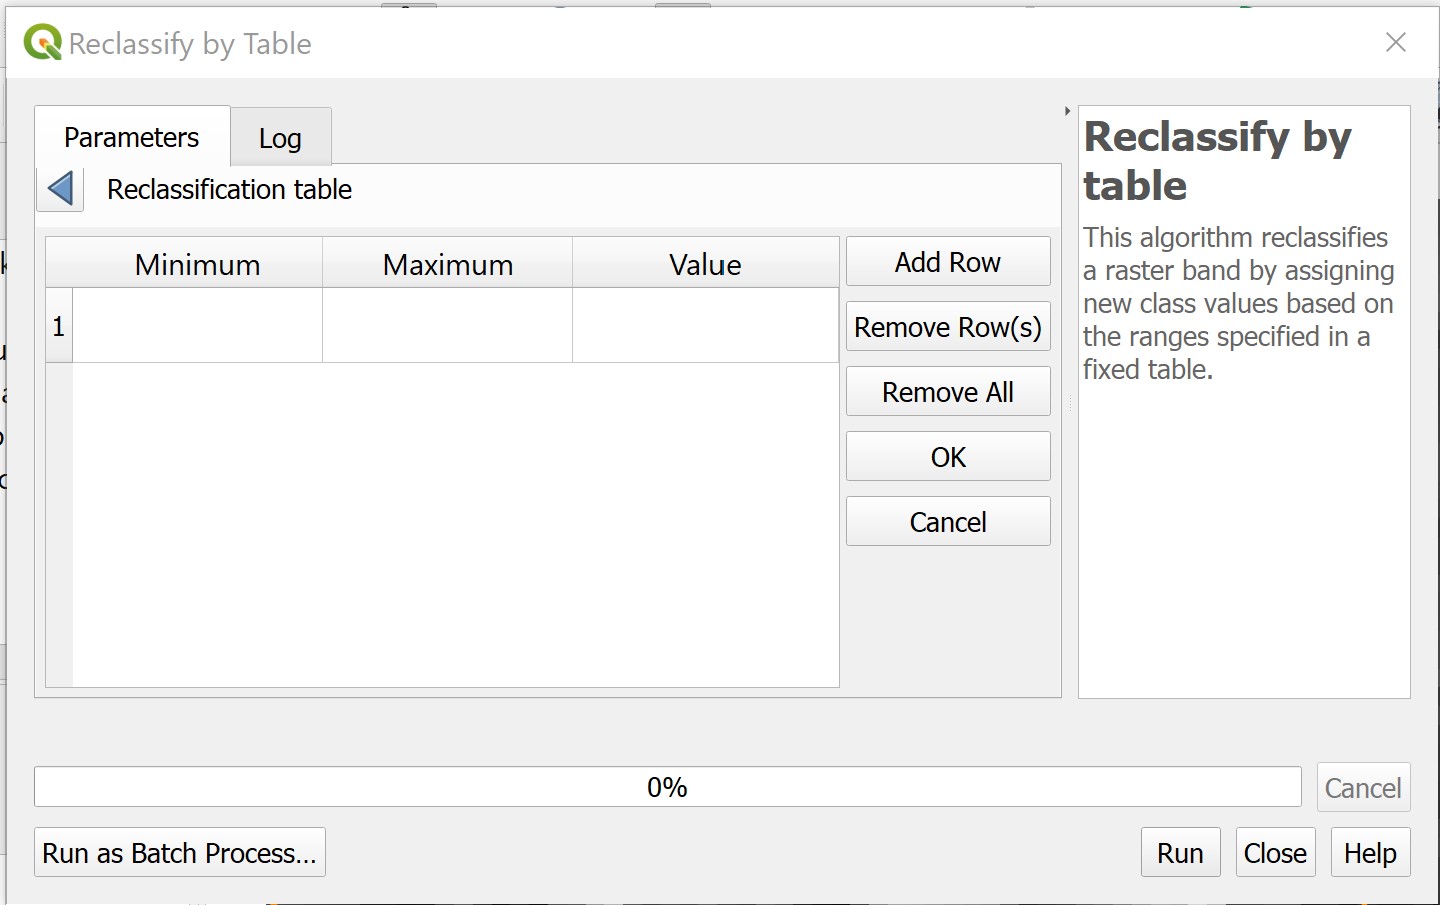 Reclassify by Table
Parameters
Log
Reclassification table
Minimum
Maximum
Value
1
Add Row
Remove Row(s)
Remove All
OK
Cancel
Reclassify by
table
This algorithm reclassifies
a raster band by assigning
new class values based on
the ranges specified in a
fixed table.
0%
Cancel
Run as Batch Process...
Run
Close
Help